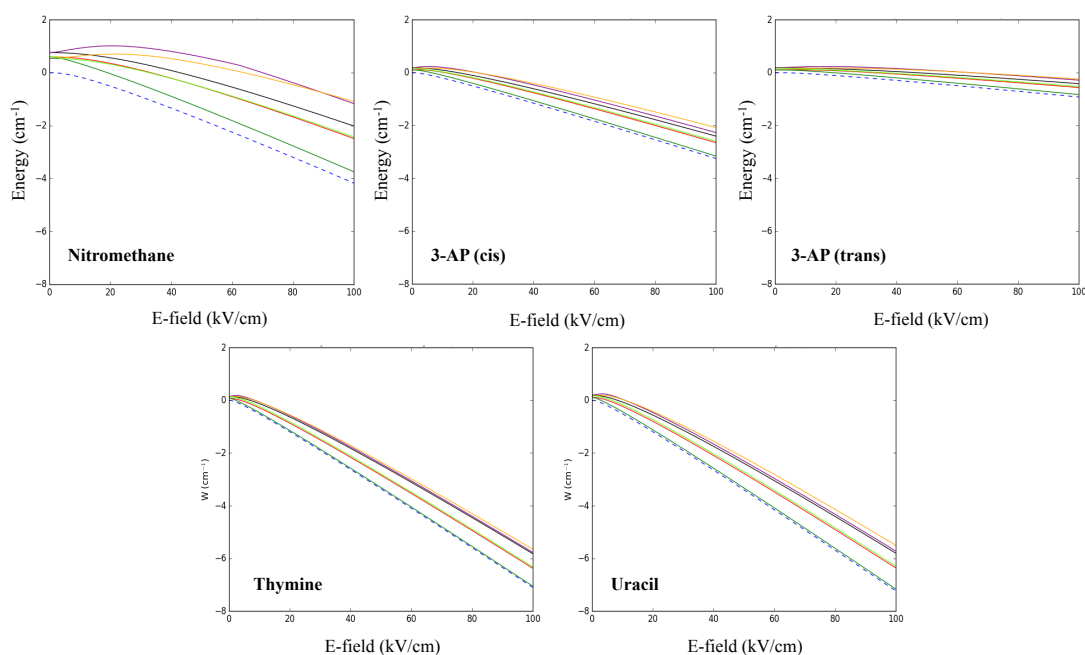 2
0
−2
−4
−6
−8
Energy (cm⁻¹)
Nitromethane
0 20 40 60 80 100
E-field (kV/cm)
2
0
−2
−4
−6
−8
Energy (cm⁻¹)
3-AP (cis)
0 20 40 60 80 100
E-field (kV/cm)
2
0
−2
−4
−6
−8
Energy (cm⁻¹)
3-AP (trans)
0 20 40 60 80 100
E-field (kV/cm)
2
0
−2
−4
−6
−8
W (cm⁻¹)
Thymine
0 20 40 60 80 100
E-field (kV/cm)
2
0
−2
−4
−6
−8
W (cm⁻¹)
Uracil
0 20 40 60 80 100
E-field (kV/cm)